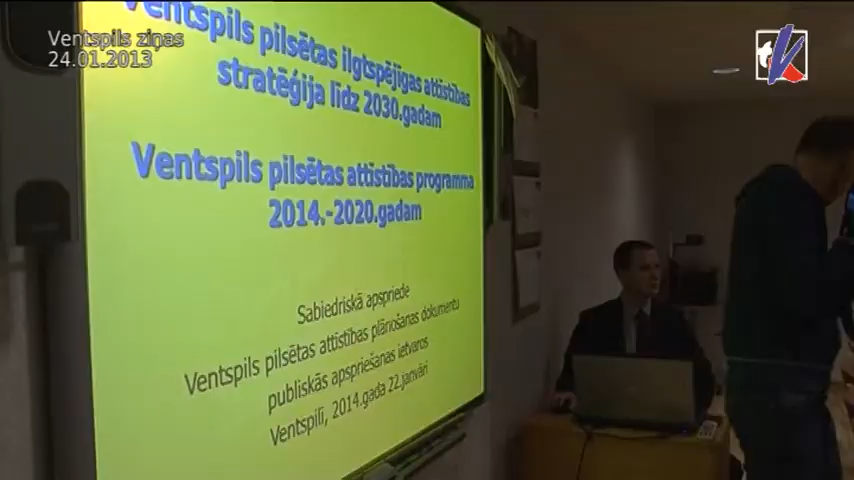 Ventspils ziņas
24.01.2013
Ventspils pilsētas ilgtspējīgas attīstības
stratēģija līdz 2030.gadam
Ventspils pilsētas attīstības programma
2014.-2020.gadam
Sabiedriskā apspriede
Ventspils pilsētas attīstības plānošanas dokumentu
publiskās apspriešanas ietvaros
Ventspilī, 2014.gada 22.janvārī